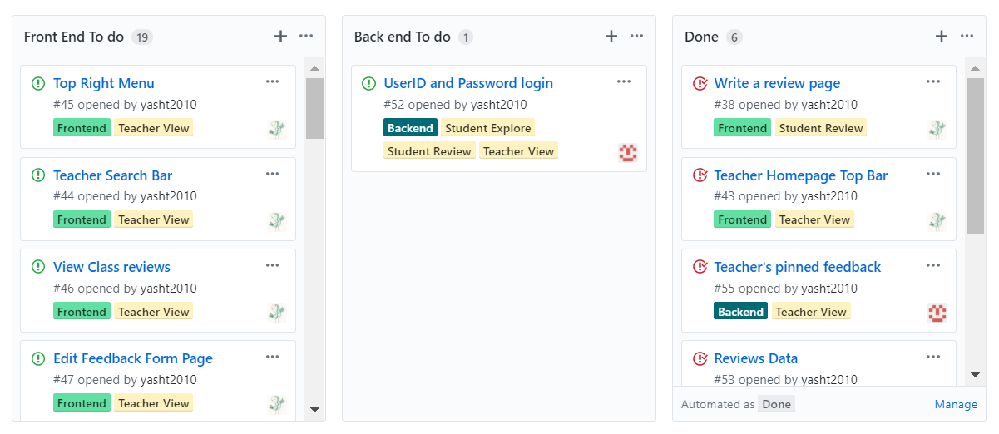 Front End To do 19
Top Right Menu
#45 opened by yasht2010
Frontend Teacher View
Teacher Search Bar
#44 opened by yasht2010
Frontend Teacher View
View Class reviews
#46 opened by yasht2010
Frontend Teacher View
Edit Feedback Form Page
#47 opened by yasht2010
Frontend Teacher View
Back end To do 1
UserID and Password login
#52 opened by yasht2010
Backend Student Explore
Student Review Teacher View
Done 6
Write a review page
#38 opened by yasht2010
Frontend Student Review
Teacher Homepage Top Bar
#43 opened by yasht2010
Frontend Teacher View
Teacher's pinned feedback
#55 opened by yasht2010
Backend Teacher View
Reviews Data
#53 opened by yasht2010
Automated as Done Manage